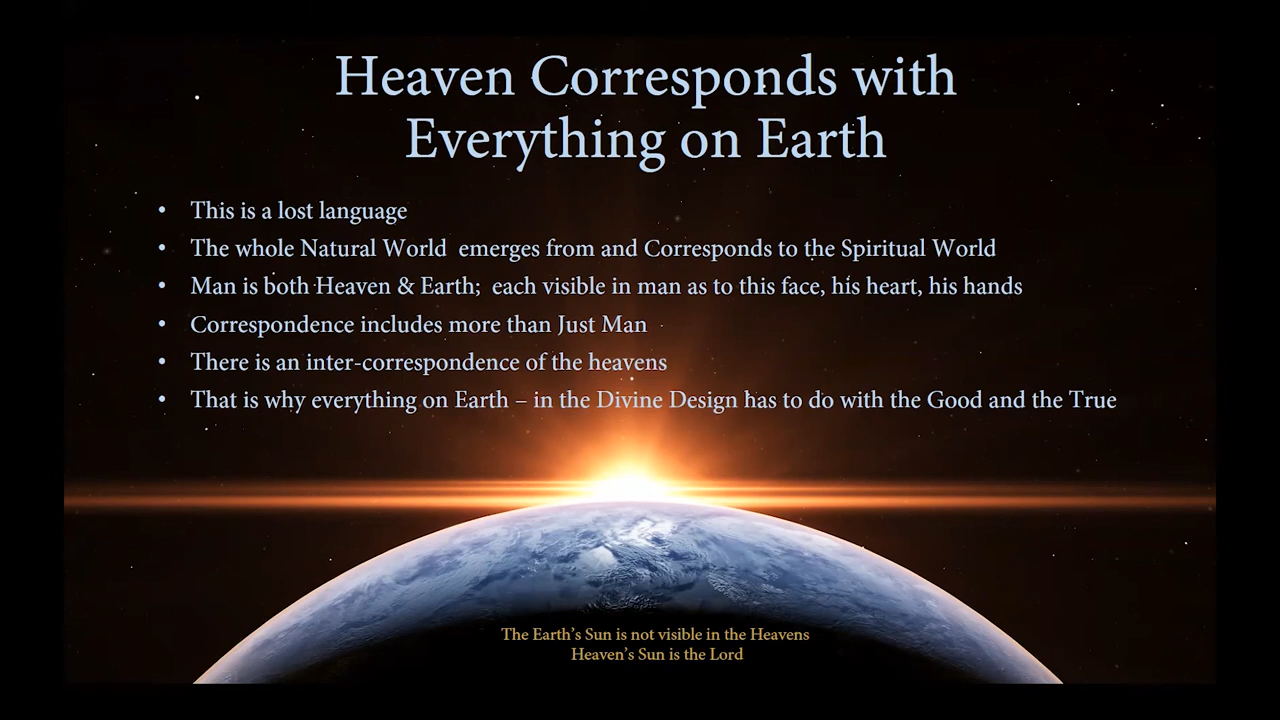 Heaven Corresponds with
Everything on Earth
• This is a lost language
• The whole Natural World  emerges from and Corresponds to the Spiritual World
• Man is both Heaven & Earth;  each visible in man as to this face, his heart, his hands
• Correspondence includes more than Just Man
• There is an inter-correspondence of the heavens
• That is why everything on Earth – in the Divine Design has to do with the Good and the True
The Earth’s Sun is not visible in the Heavens
Heaven’s Sun is the Lord